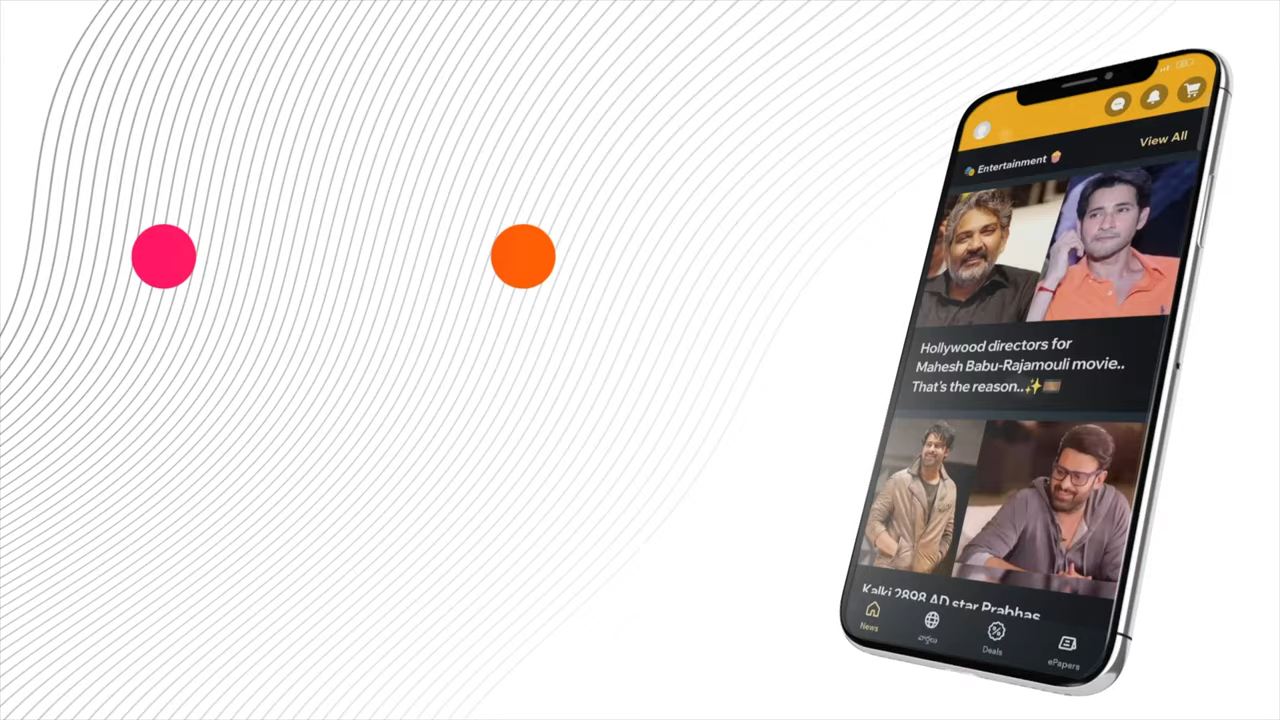 View All
🎭 Entertainment 🍿
Hollywood directors for
Mahesh Babu-Rajamouli movie..
That's the reason..✨🎞️
Kalki 2898 AD star Prabhas
News
వార్తలు
Deals
ePapers